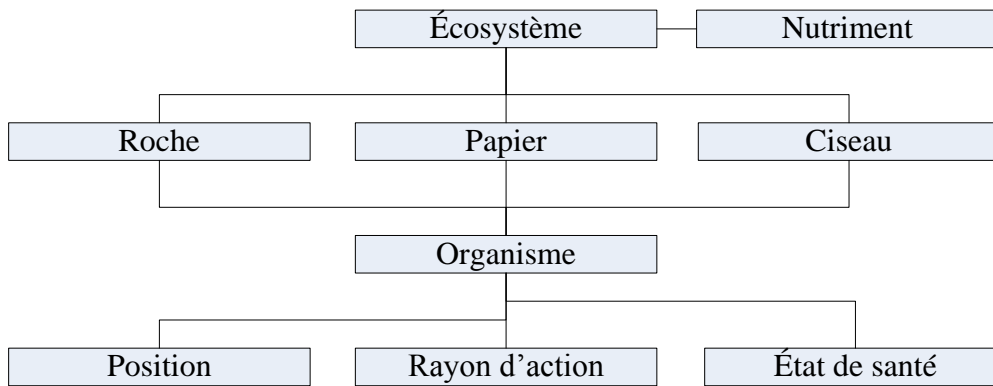 Écosystème
Nutriment
Roche
Papier
Ciseau
Organisme
Position
Rayon d’action
État de santé